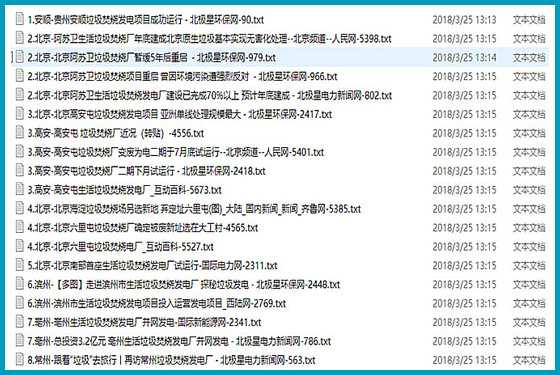 1.安顺-贵州安顺垃圾焚烧发电项目成功运行 - 北极星环保网-90.txt 2018/3/25 13:13 文本文档
2.北京-阿苏卫生活垃圾焚烧厂年底建成北京原生垃圾基本实现无害化处理--北京频道--人民网-5398.txt 2018/3/25 13:15 文本文档
2.北京-北京阿苏卫垃圾焚烧厂暂缓5年后重启 - 北极星环保网-979.txt 2018/3/25 13:14 文本文档
2.北京-北京阿苏卫垃圾焚烧项目重启 曾因环境污染遭强烈反对 - 北极星环保网-966.txt 2018/3/25 13:15 文本文档
2.北京-北京阿苏卫生活垃圾焚烧发电厂建设已完成70%以上 预计年底建成 - 北极星电力新闻网-802.txt 2018/3/25 13:15 文本文档
3.北京-北京高安屯垃圾焚烧发电项目 亚洲单线处理规模最大 - 北极星环保网-2417.txt 2018/3/25 13:15 文本文档
3.高安-高安屯 垃圾焚烧厂近况（转贴）-4556.txt 2018/3/25 13:15 文本文档
3.高安-高安屯垃圾焚烧厂变废为电二期于7月底试运行--北京频道--人民网-5401.txt 2018/3/25 13:15 文本文档
3.高安-高安屯垃圾焚烧厂二期下月试运行 - 北极星环保网-2418.txt 2018/3/25 13:15 文本文档
3.高安-高安屯生活垃圾焚烧发电厂_互动百科-5673.txt 2018/3/25 13:15 文本文档
4.北京-北京海淀垃圾焚烧场另选新地 弃定址六里屯(图)_大陆_国内新闻_新闻_齐鲁网-5385.txt 2018/3/25 13:15 文本文档
4.北京-北京六里屯垃圾焚烧厂确定被废新址选在大工村-4565.txt 2018/3/25 13:15 文本文档
4.北京-北京六里屯垃圾焚烧电厂_互动百科-5527.txt 2018/3/25 13:15 文本文档
5.北京-北京南部首座生活垃圾焚烧发电厂试运行-国际电力网-2311.txt 2018/3/25 13:15 文本文档
6.滨州-【多图】走进滨州市生活垃圾焚烧发电厂 探秘垃圾发电 - 北极星环保网-2448.txt 2018/3/25 13:15 文本文档
6.滨州-滨州市生活垃圾焚烧发电项目投入运营发电项目_西陆网-2769.txt 2018/3/25 13:15 文本文档
7.亳州-亳州生活垃圾焚烧发电厂并网发电-国际新能源网-2341.txt 2018/3/25 13:15 文本文档
7.亳州-总投资3.2亿元 亳州生活垃圾焚烧发电厂并网发电 - 北极星电力新闻网-786.txt 2018/3/25 13:14 文本文档
8.常州-跟着“垃圾”去旅行丨再访常州垃圾焚烧发电厂 - 北极星电力新闻网-563.txt 2018/3/25 13:14 文本文档